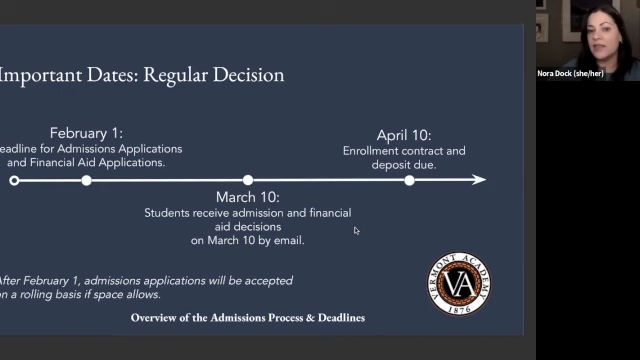 Important Dates: Regular Decision
Nora Dock (she/her)
February 1:
eadline for Admissions Applications
and Financial Aid Applications.
April 10:
Enrollment contract and
deposit due.
March 10:
Students receive admission and financial
aid decisions
on March 10 by email.
After February 1, admissions applications will be accepted
on a rolling basis if space allows.
VERMONT ACADEMY
VA
1876
Overview of the Admissions Process & Deadlines